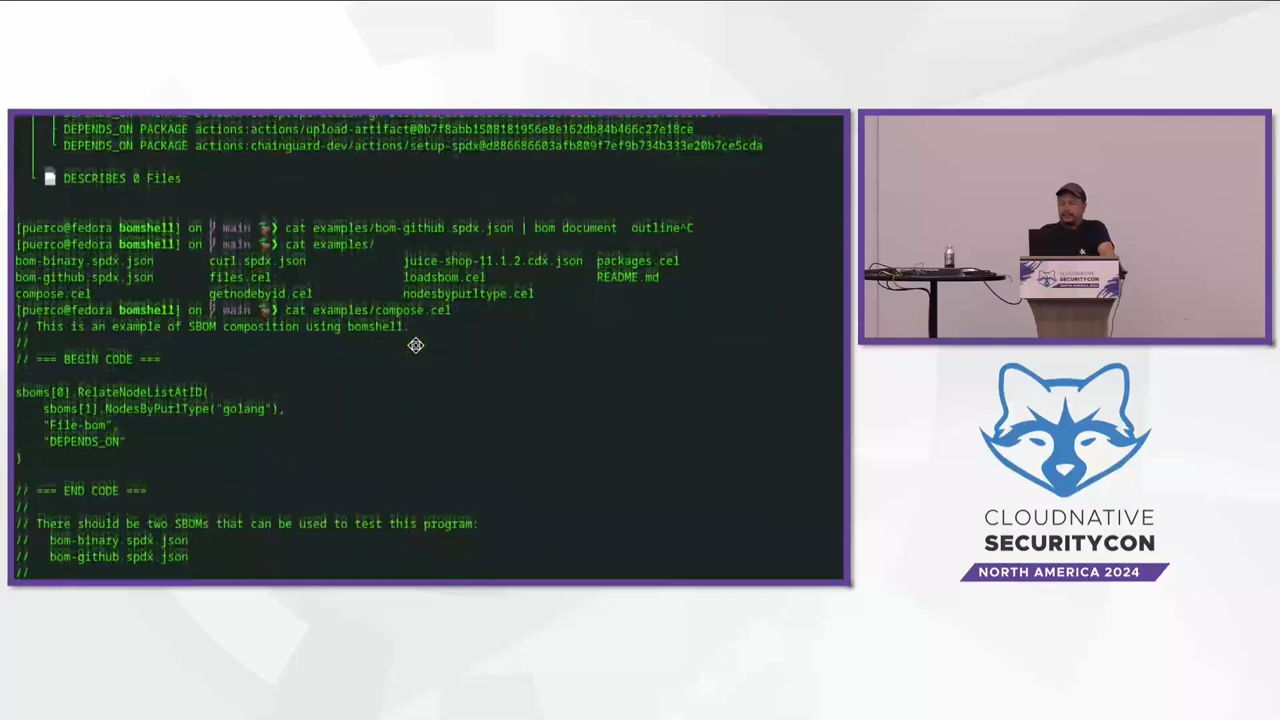 DEPENDS_ON PACKAGE actions:actions/upload-artifact@0b7f8abb1508181956e8e162db84b466c27e18ce
DEPENDS_ON PACKAGE actions:chainguard-dev/actions/setup-spdx@d886686603afb809f7ef9b734b333e20b7ce5cda
DESCRIBES 0 Files
[puerco@fedora bomshell] on main ❯ cat examples/bom-github.spdx.json | bom document outline^C
[puerco@fedora bomshell] on main ❯ cat examples/
bom-binary.spdx.json curl.spdx.json juice-shop-11.1.2.cdx.json packages.cel
bom-github.spdx.json files.cel loadsbom.cel README.md
compose.cel getnodebyid.cel nodesbypurltype.cel
[puerco@fedora bomshell] on main ❯ cat examples/compose.cel
// This is an example of SBOM composition using bomshell.
//
// === BEGIN CODE ===
sboms[0].RelateNodeListAtID(
sboms[1].NodesByPurlType("golang"),
"File-bom",
"DEPENDS_ON"
)
// === END CODE ===
//
// There should be two SBOMs that can be used to test this program:
// bom-binary.spdx.json
// bom-github.spdx.json
//
CLOUDNATIVE
SECURITYCON
NORTH AMERICA 2024
CLOUDNATIVE
SECURITYCON
NORTH AMERICA 2024